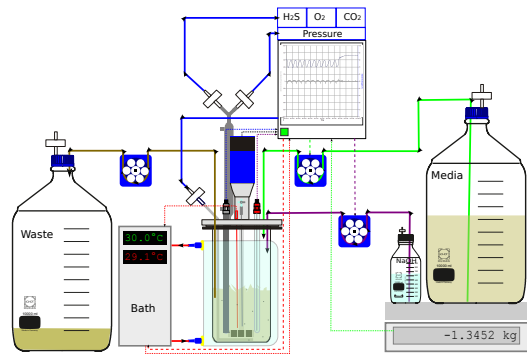 H₂S O₂ CO₂
Pressure
Media
Waste
NaOH
30.0°C
29.1°C
Bath
-1.3452 kg